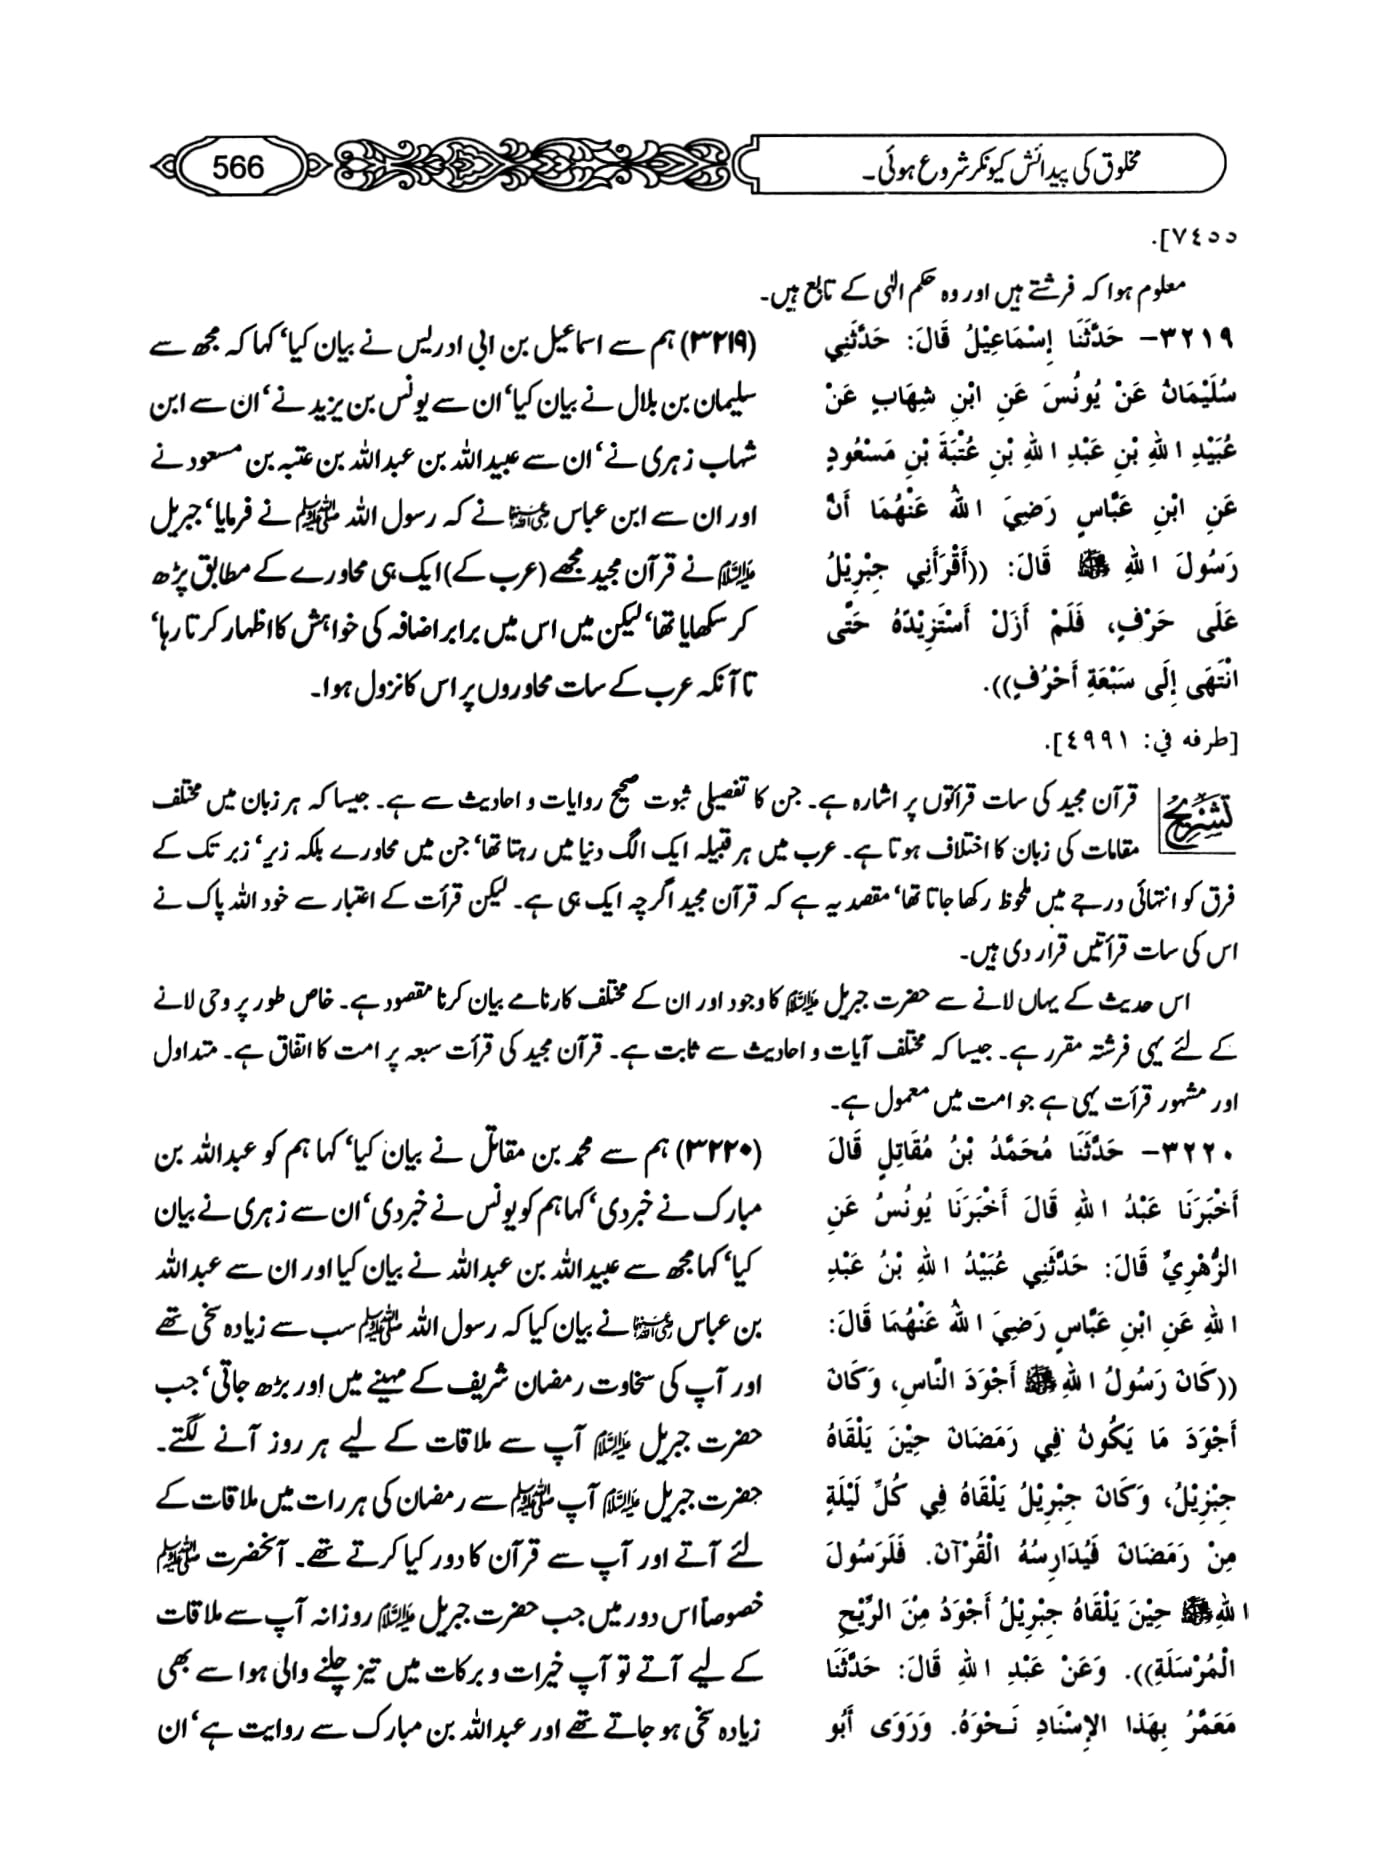 مخلوق کی پیدائش کیونکر شروع ہوئی۔
566
٧٤٥٥].
معلوم ہوا کہ فرشتے ہیں اور وہ حکم الٰہی کے تابع ہیں۔
٣٢١٩– حَدَّثَنَا إِسْمَاعِيْلُ قَالَ: حَدَّثَنِي
سُلَيْمَانُ عَنْ يُونُسَ عَنِ ابْنِ شِهَابٍ عَنْ
عُبَيْدِ اللهِ بْنِ عَبْدِ اللهِ بْنِ عُتْبَةَ بْنِ مَسْعُودٍ
عَنِ ابْنِ عَبَّاسٍ رَضِيَ اللهُ عَنْهُمَا أَنَّ
رَسُولَ اللهِ ﷺ قَالَ: ((أَقْرَأَنِي جِبْرِيْلُ
عَلَى حَرْفٍ، فَلَمْ أَزَلْ أَسْتَزِيْدُهُ حَتَّى
انْتَهَى إِلَى سَبْعَةِ أَحْرُفٍ)).
[طرفه في: ٤٩٩١].
(۳۲۱۹) ہم سے اسماعیل بن ابی ادریس نے بیان کیا‘ کہا کہ مجھ سے
سلیمان بن بلال نے بیان کیا‘ ان سے یونس بن یزید نے‘ ان سے ابن
شہاب زہری نے‘ ان سے عبیداللہ بن عبداللہ بن عتبہ بن مسعود نے
اور ان سے ابن عباس رضی اللہ عنہما نے کہ رسول اللہ ﷺ نے فرمایا‘ جبریل
علیہ السلام نے قرآن مجید مجھے (عرب کے) ایک ہی محاورے کے مطابق پڑھ
کر سکھایا تھا‘ لیکن میں اس میں برابر اضافہ کی خواہش کا اظہار کرتا رہا‘
تا آنکہ عرب کے سات محاوروں پر اس کا نزول ہوا۔
تشریح قرآن مجید کی سات قرأتوں پر اشارہ ہے۔ جن کا تفصیلی ثبوت صحیح روایات و احادیث سے ہے۔ جیسا کہ ہر زبان میں مختلف
مقامات کی زبان کا اختلاف ہوتا ہے۔ عرب میں ہر قبیلہ ایک الگ دنیا میں رہتا تھا‘ جن میں محاورے بلکہ زیر‘ زبر تک کے
فرق کو انتہائی درجے میں ملحوظ رکھا جاتا تھا‘ مقصد یہ ہے کہ قرآن مجید اگرچہ ایک ہی ہے۔ لیکن قرأت کے اعتبار سے خود اللہ پاک نے
اس کی سات قرأتیں قرار دی ہیں۔
اس حدیث کے یہاں لانے سے حضرت جبریل علیہ السلام کا وجود اور ان کے مختلف کارنامے بیان کرنا مقصود ہے۔ خاص طور پر وحی لانے
کے لئے یہی فرشتہ مقرر ہے۔ جیسا کہ مختلف آیات و احادیث سے ثابت ہے۔ قرآن مجید کی قرأت سبعہ پر امت کا اتفاق ہے۔ متداول
اور مشہور قرأت یہی ہے جو امت میں معمول ہے۔
٣٢٢٠– حَدَّثَنَا مُحَمَّدُ بْنُ مُقَاتِلٍ قَالَ
أَخْبَرَنَا عَبْدُ اللهِ قَالَ أَخْبَرَنَا يُونُسُ عَنِ
الزُّهْرِيِّ قَالَ: حَدَّثَنِي عُبَيْدُ اللهِ بْنُ عَبْدِ
اللهِ عَنِ ابْنِ عَبَّاسٍ رَضِيَ اللهُ عَنْهُمَا قَالَ:
((كَانَ رَسُولُ اللهِ ﷺ أَجْوَدَ النَّاسِ، وَكَانَ
أَجْوَدَ مَا يَكُونُ فِي رَمَضَانَ حِيْنَ يَلْقَاهُ
جِبْرِيْلُ، وَكَانَ جِبْرِيْلُ يَلْقَاهُ فِي كُلِّ لَيْلَةٍ
مِنْ رَمَضَانَ فَيُدَارِسُهُ الْقُرْآنَ. فَلَرَسُولَ
اللهِ ﷺ حِيْنَ يَلْقَاهُ جِبْرِيْلُ أَجْوَدُ مِنَ الرِّيْحِ
الْمُرْسَلَةِ)). وَعَنْ عَبْدِ اللهِ قَالَ: حَدَّثَنَا
مَعَمَّرٌ بِهَذَا الإِسْنَادِ نَحْوَهُ. وَرَوَى أَبُو
(۳۲۲۰) ہم سے محمد بن مقاتل نے بیان کیا‘ کہا ہم کو عبداللہ بن
مبارک نے خبر دی‘ کہا ہم کو یونس نے خبر دی‘ ان سے زہری نے بیان
کیا‘ کہا مجھ سے عبیداللہ بن عبداللہ نے بیان کیا اور ان سے عبداللہ
بن عباس رضی اللہ عنہما نے بیان کیا کہ رسول اللہ ﷺ سب سے زیادہ سخی تھے
اور آپ کی سخاوت رمضان شریف کے مہینے میں اور بڑھ جاتی‘ جب
حضرت جبریل علیہ السلام آپ سے ملاقات کے لیے ہر روز آنے لگتے۔
حضرت جبریل علیہ السلام آپ ﷺ سے رمضان کی ہر رات میں ملاقات کے
لئے آتے اور آپ سے قرآن کا دور کیا کرتے تھے۔ آنحضرت ﷺ
خصوصاً اس دور میں جب حضرت جبریل علیہ السلام روزانہ آپ سے ملاقات
کے لیے آتے تو آپ خیرات و برکات میں تیز چلنے والی ہوا سے بھی
زیادہ سخی ہو جاتے تھے اور عبداللہ بن مبارک سے روایت ہے‘ ان